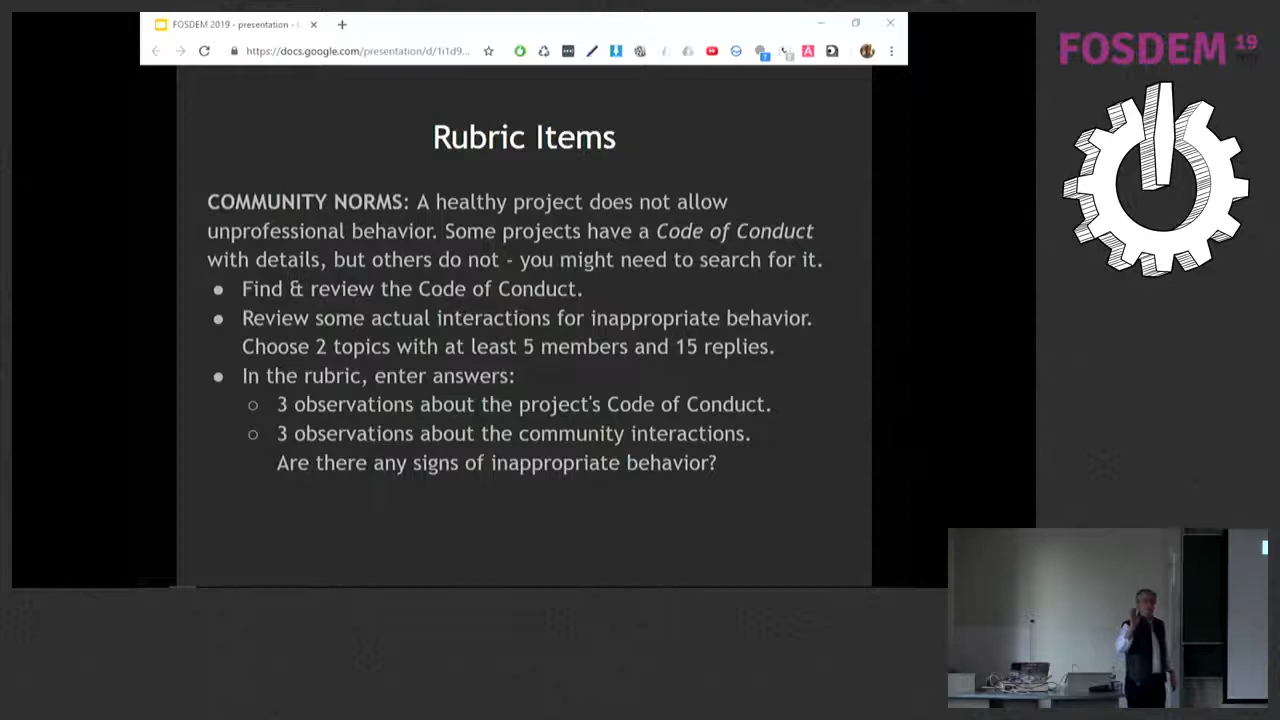 FOSDEM 2019 - presentation -
https://docs.google.com/presentation/d/1i1d9...
FOSDEM 19
Rubric Items
COMMUNITY NORMS: A healthy project does not allow
unprofessional behavior. Some projects have a Code of Conduct
with details, but others do not - you might need to search for it.
● Find & review the Code of Conduct.
● Review some actual interactions for inappropriate behavior.
Choose 2 topics with at least 5 members and 15 replies.
● In the rubric, enter answers:
○ 3 observations about the project's Code of Conduct.
○ 3 observations about the community interactions.
Are there any signs of inappropriate behavior?